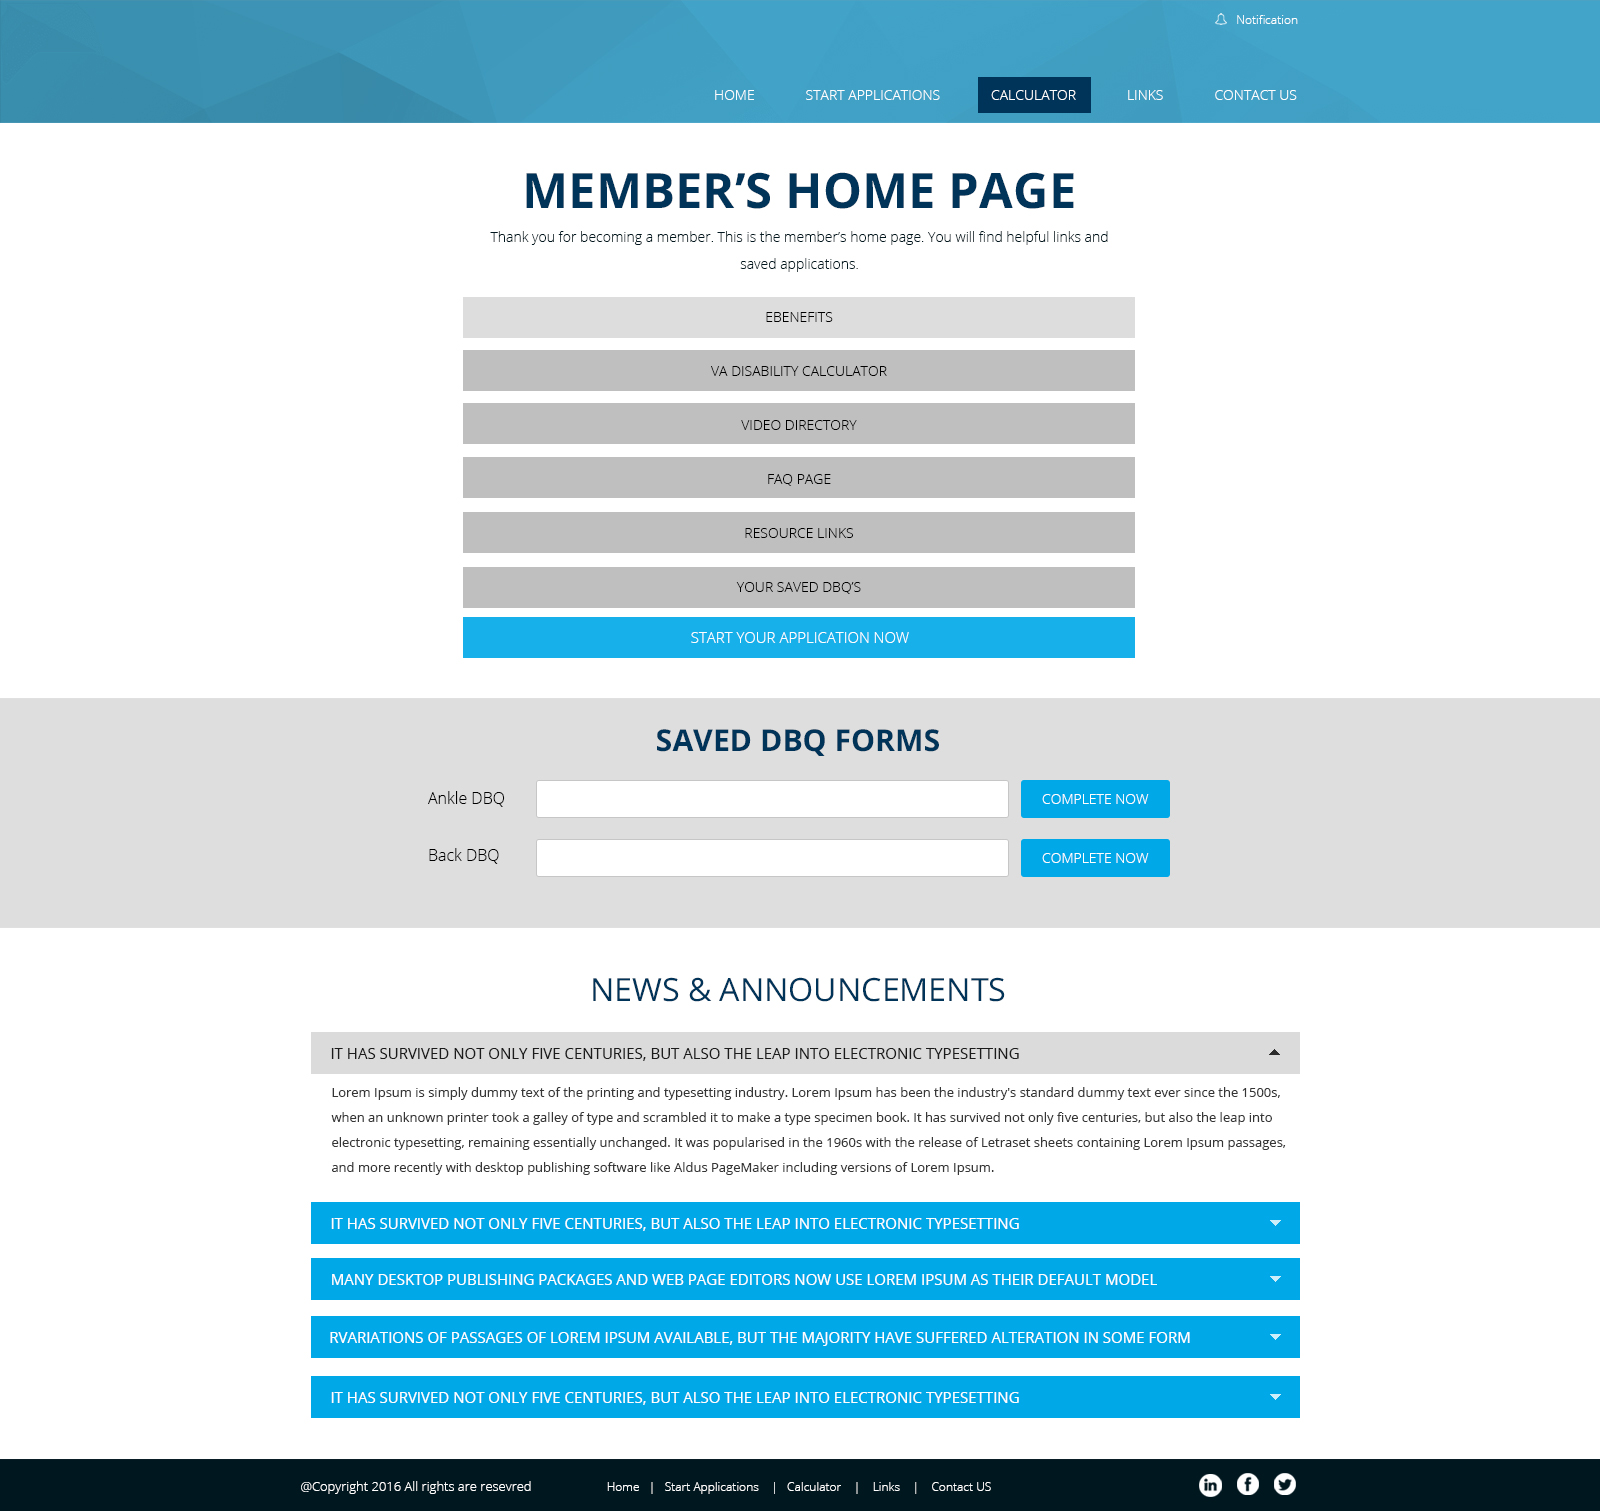 Notification
HOME START APPLICATIONS CALCULATOR LINKS CONTACT US
MEMBER’S HOME PAGE
Thank you for becoming a member. This is the member’s home page. You will find helpful links and
saved applications.
EBENEFITS
VA DISABILITY CALCULATOR
VIDEO DIRECTORY
FAQ PAGE
RESOURCE LINKS
YOUR SAVED DBQ’S
START YOUR APPLICATION NOW
SAVED DBQ FORMS
Ankle DBQ COMPLETE NOW
Back DBQ COMPLETE NOW
NEWS & ANNOUNCEMENTS
IT HAS SURVIVED NOT ONLY FIVE CENTURIES, BUT ALSO THE LEAP INTO ELECTRONIC TYPESETTING
Lorem Ipsum is simply dummy text of the printing and typesetting industry. Lorem Ipsum has been the industry's standard dummy text ever since the 1500s,
when an unknown printer took a galley of type and scrambled it to make a type specimen book. It has survived not only five centuries, but also the leap into
electronic typesetting, remaining essentially unchanged. It was popularised in the 1960s with the release of Letraset sheets containing Lorem Ipsum passages,
and more recently with desktop publishing software like Aldus PageMaker including versions of Lorem Ipsum.
IT HAS SURVIVED NOT ONLY FIVE CENTURIES, BUT ALSO THE LEAP INTO ELECTRONIC TYPESETTING
MANY DESKTOP PUBLISHING PACKAGES AND WEB PAGE EDITORS NOW USE LOREM IPSUM AS THEIR DEFAULT MODEL
RVARIATIONS OF PASSAGES OF LOREM IPSUM AVAILABLE, BUT THE MAJORITY HAVE SUFFERED ALTERATION IN SOME FORM
IT HAS SURVIVED NOT ONLY FIVE CENTURIES, BUT ALSO THE LEAP INTO ELECTRONIC TYPESETTING
@Copyright 2016 All rights are resevred Home | Start Applications | Calculator | Links | Contact US